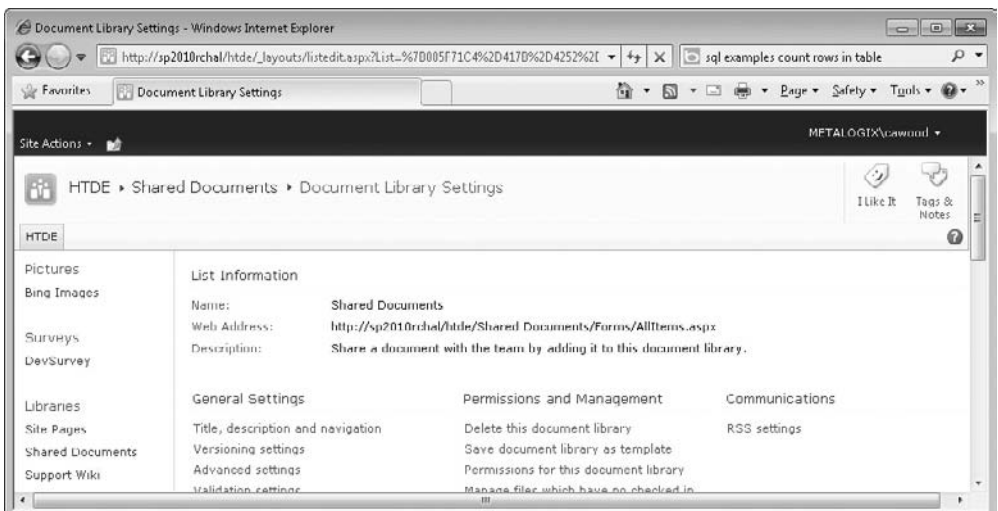 Document Library Settings - Windows Internet Explorer
http://sp2010rchal/htde/_layouts/listedit.aspx?List=%7B005F71C4%2D417B%2D4252%2D
sql examples count rows in table
Favorites
Document Library Settings
Page Safety Tools
Site Actions
METALOGIX\cawood
HTDE Shared Documents Document Library Settings
I Like It
Tags & Notes
HTDE
Pictures
Bing Images
Surveys
DevSurvey
Libraries
Site Pages
Shared Documents
Support Wiki
List Information
Name: Shared Documents
Web Address: http://sp2010rchal/htde/Shared Documents/Forms/AllItems.aspx
Description: Share a document with the team by adding it to this document library.
General Settings
Title, description and navigation
Versioning settings
Advanced settings
Validation settings
Permissions and Management
Delete this document library
Save document library as template
Permissions for this document library
Manage files which have no checked in
Communications
RSS settings